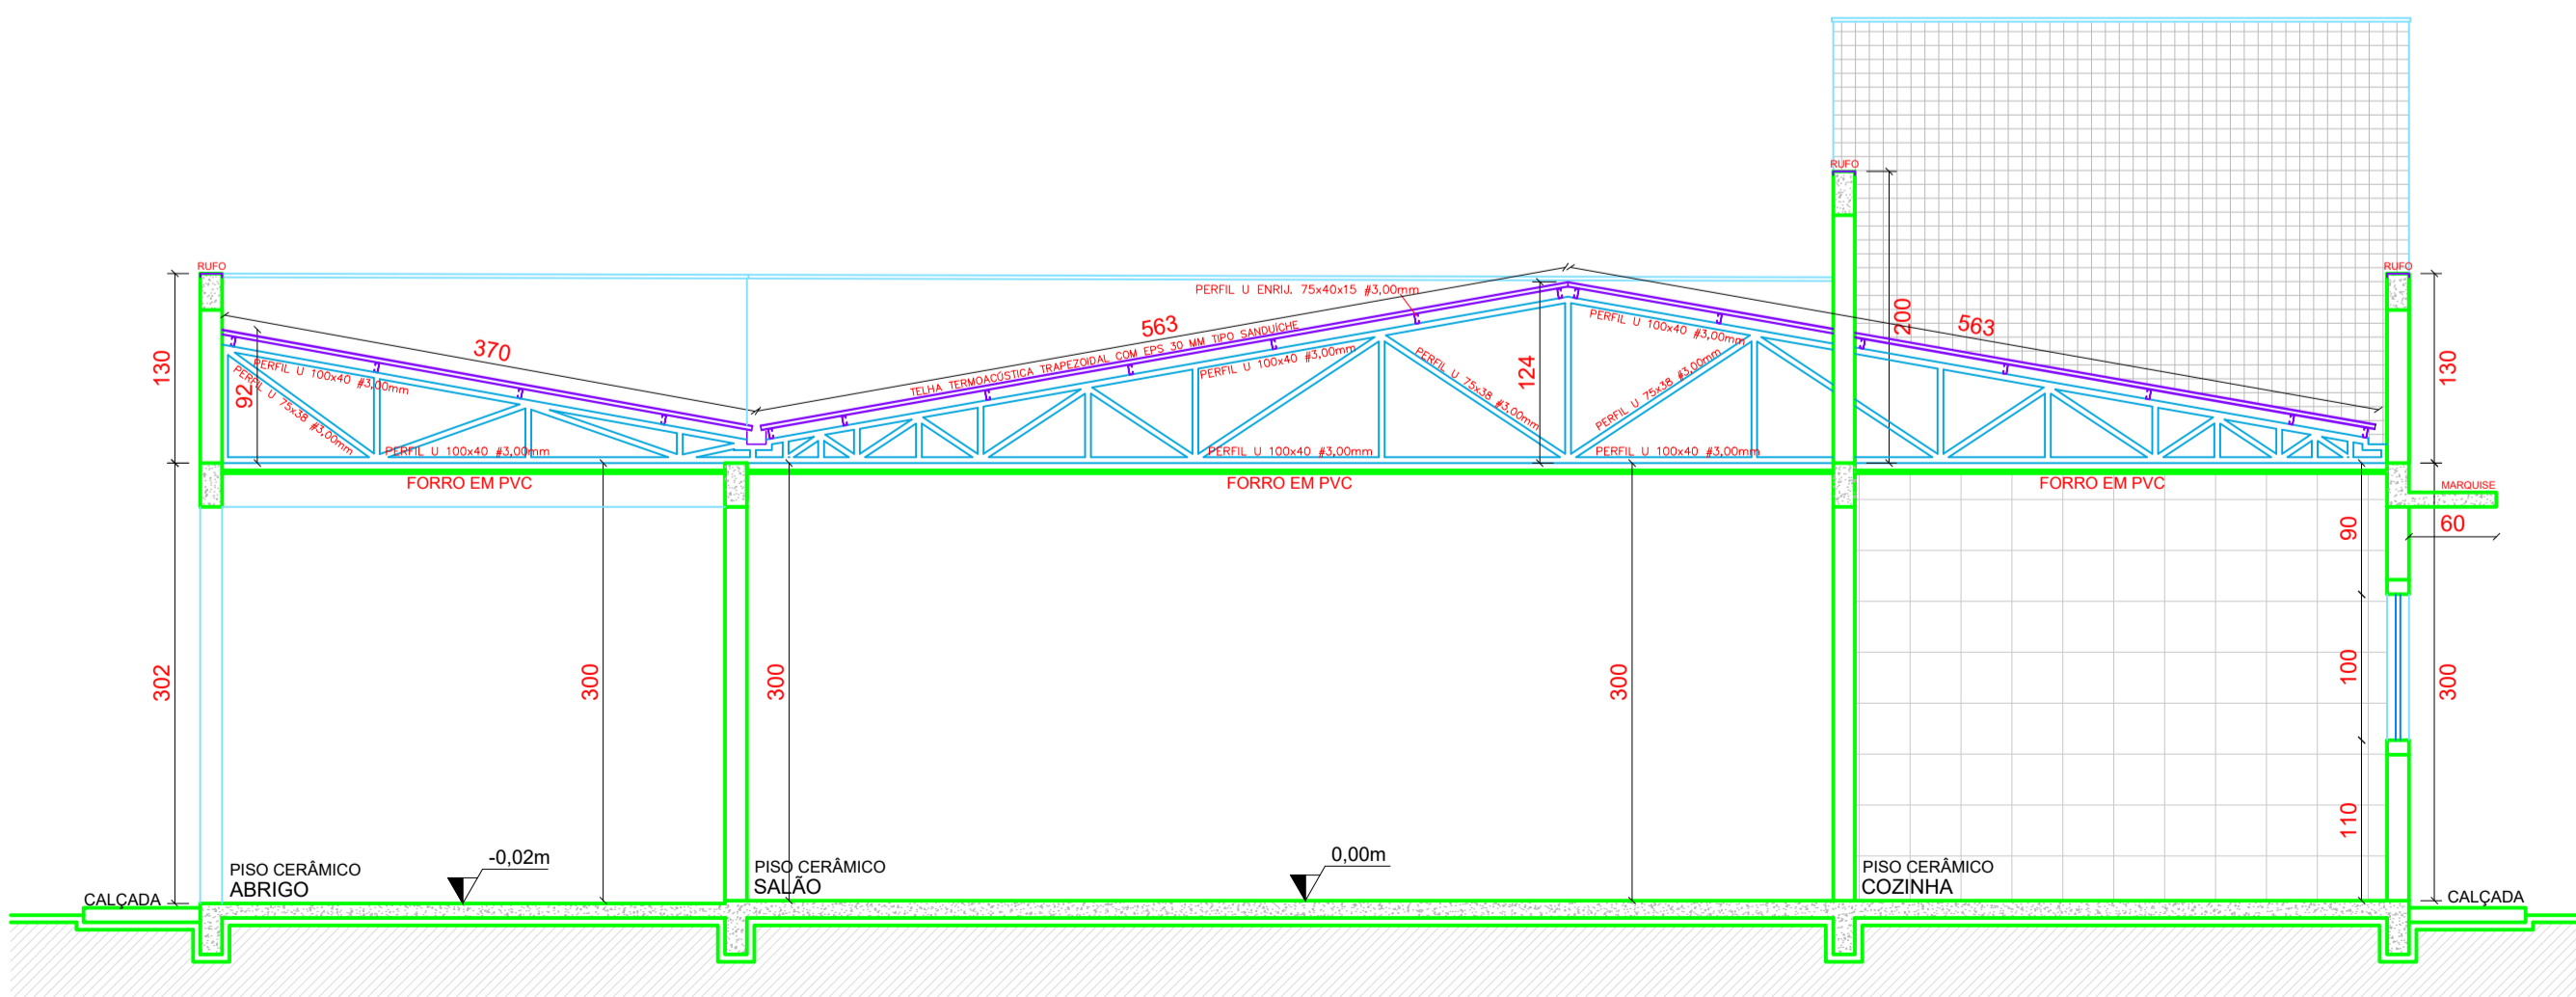 RUFO
RUFO
RUFO
PERFIL U ENRIJ. 75x40x15 #3,00mm
563
TELHA TERMOACÚSTICA TRAPEZOIDAL COM EPS 30 MM TIPO SANDUÍCHE
370
563
200
130
92
124
130
PERFIL U 100x40 #3,00mm
PERFIL U 75x38 #3,00mm
PERFIL U 100x40 #3,00mm
PERFIL U 100x40 #3,00mm
PERFIL U 75x38 #3,00mm
PERFIL U 75x38 #3,00mm
PERFIL U 100x40 #3,00mm
PERFIL U 100x40 #3,00mm
PERFIL U 100x40 #3,00mm
FORRO EM PVC
FORRO EM PVC
FORRO EM PVC
MARQUISE
60
90
302
300
300
300
100
300
110
-0,02m
0,00m
PISO CERÂMICO
ABRIGO
PISO CERÂMICO
SALÃO
PISO CERÂMICO
COZINHA
CALÇADA
CALÇADA